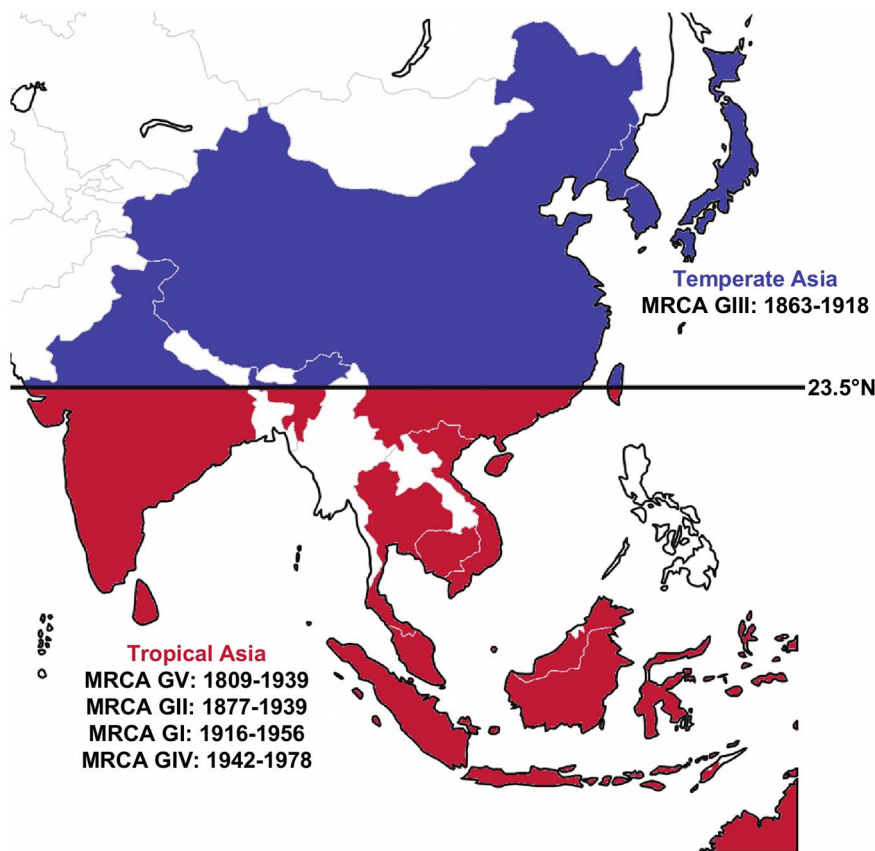 Temperate Asia
MRCA GIII: 1863-1918
23.5°N
Tropical Asia
MRCA GV: 1809-1939
MRCA GII: 1877-1939
MRCA GI: 1916-1956
MRCA GIV: 1942-1978